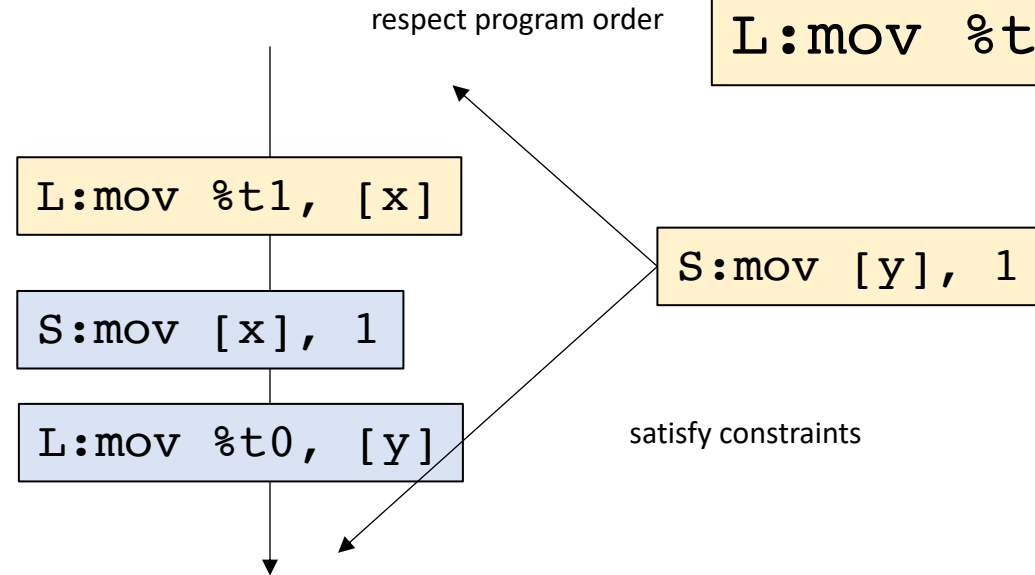 respect program order
L:mov %t
L:mov %t1, [x]
S:mov [y], 1
S:mov [x], 1
L:mov %t0, [y]
satisfy constraints